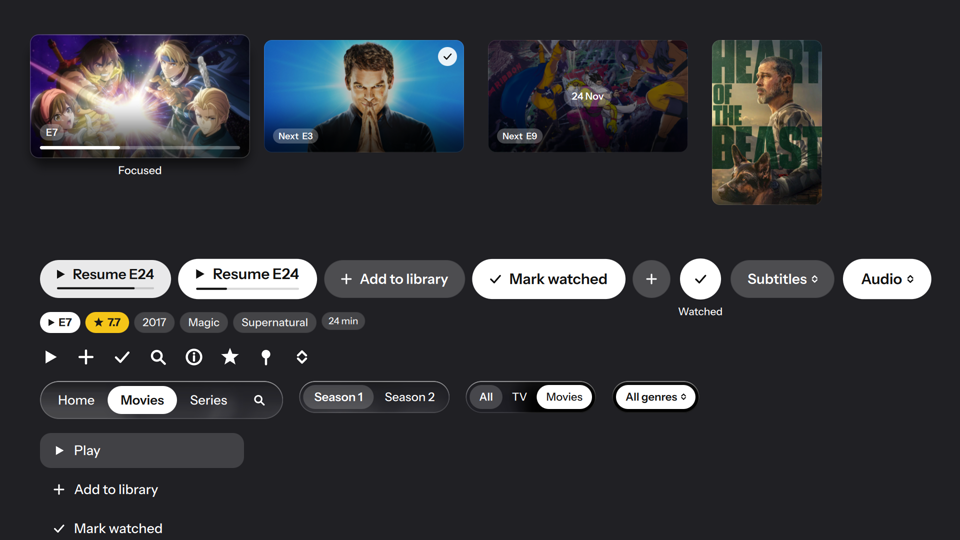 E7
Focused
Next E3
24 Nov
Next E9
HEART
OF
THE
BEAST
Resume E24
Resume E24
Add to library
Mark watched
Subtitles
Audio
Watched
E7
7.7
2017
Magic
Supernatural
24 min
Home
Movies
Series
Season 1
Season 2
All
TV
Movies
All genres
Play
Add to library
Mark watched